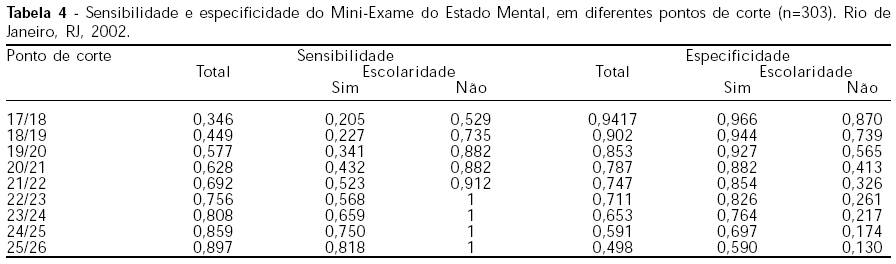 Tabela 4 - Sensibilidade e especificidade do Mini-Exame do Estado Mental, em diferentes pontos de corte (n=303). Rio de
Janeiro, RJ, 2002.
Ponto de corte Sensibilidade Especificidade
Total Escolaridade Total Escolaridade
Sim Não Sim Não
17/18 0,346 0,205 0,529 0,9417 0,966 0,870
18/19 0,449 0,227 0,735 0,902 0,944 0,739
19/20 0,577 0,341 0,882 0,853 0,927 0,565
20/21 0,628 0,432 0,882 0,787 0,882 0,413
21/22 0,692 0,523 0,912 0,747 0,854 0,326
22/23 0,756 0,568 1 0,711 0,826 0,261
23/24 0,808 0,659 1 0,653 0,764 0,217
24/25 0,859 0,750 1 0,591 0,697 0,174
25/26 0,897 0,818 1 0,498 0,590 0,130